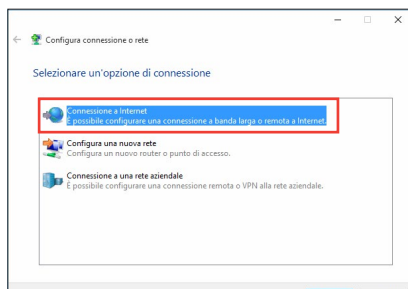 Configura connessione o rete
Selezionare un'opzione di connessione
Connessione a Internet
È possibile configurare una connessione a banda larga o remota a Internet.
Configura una nuova rete
Configura un nuovo router o punto di accesso.
Connessione a una rete aziendale
È possibile configurare una connessione remota o VPN alla rete aziendale.